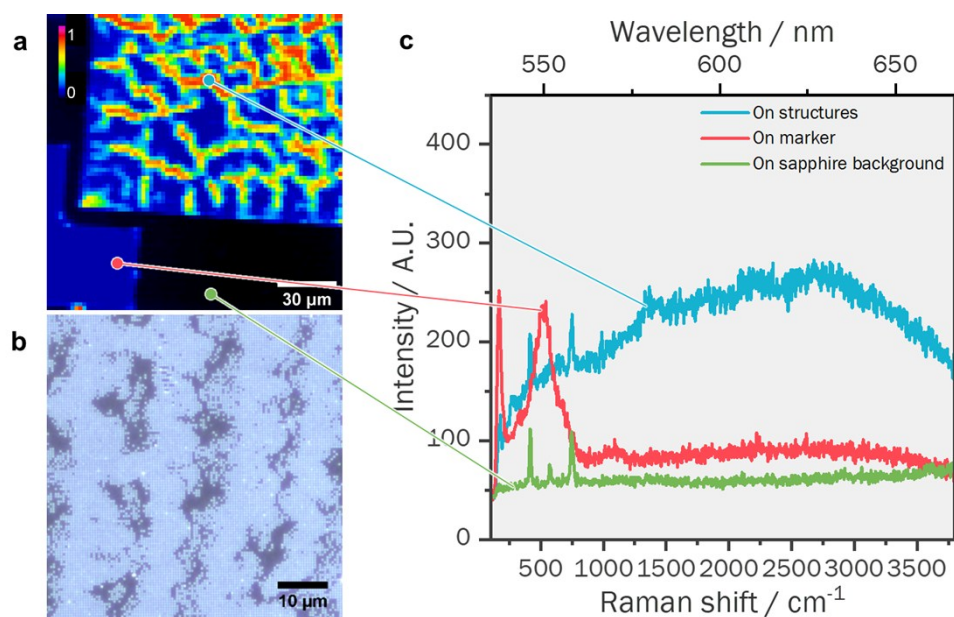 a
1
0
30 µm
b
10 µm
c
Wavelength / nm
550
600
650
On structures
On marker
On sapphire background
Intensity / A.U.
400
300
200
100
0
500
1000
1500
2000
2500
3000
3500
Raman shift / cm⁻¹